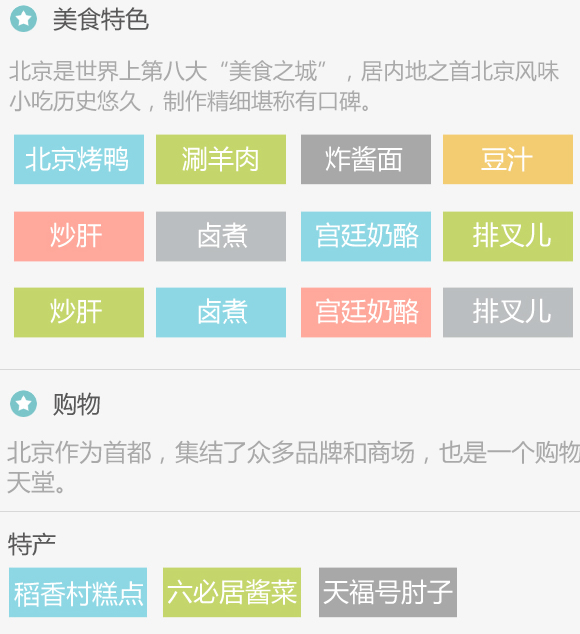 美食特色
北京是世界上第八大“美食之城”，居内地之首北京风味
小吃历史悠久，制作精细堪称有口碑。
北京烤鸭 涮羊肉 炸酱面 豆汁
炒肝 卤煮 宫廷奶酪 排叉儿
炒肝 卤煮 宫廷奶酪 排叉儿
购物
北京作为首都，集结了众多品牌和商场，也是一个购物
天堂。
特产
稻香村糕点 六必居酱菜 天福号肘子